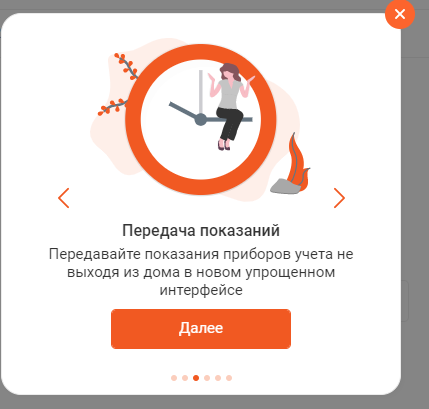 Передача показаний
Передавайте показания приборов учета не
выходя из дома в новом упрощенном
интерфейсе
Далее